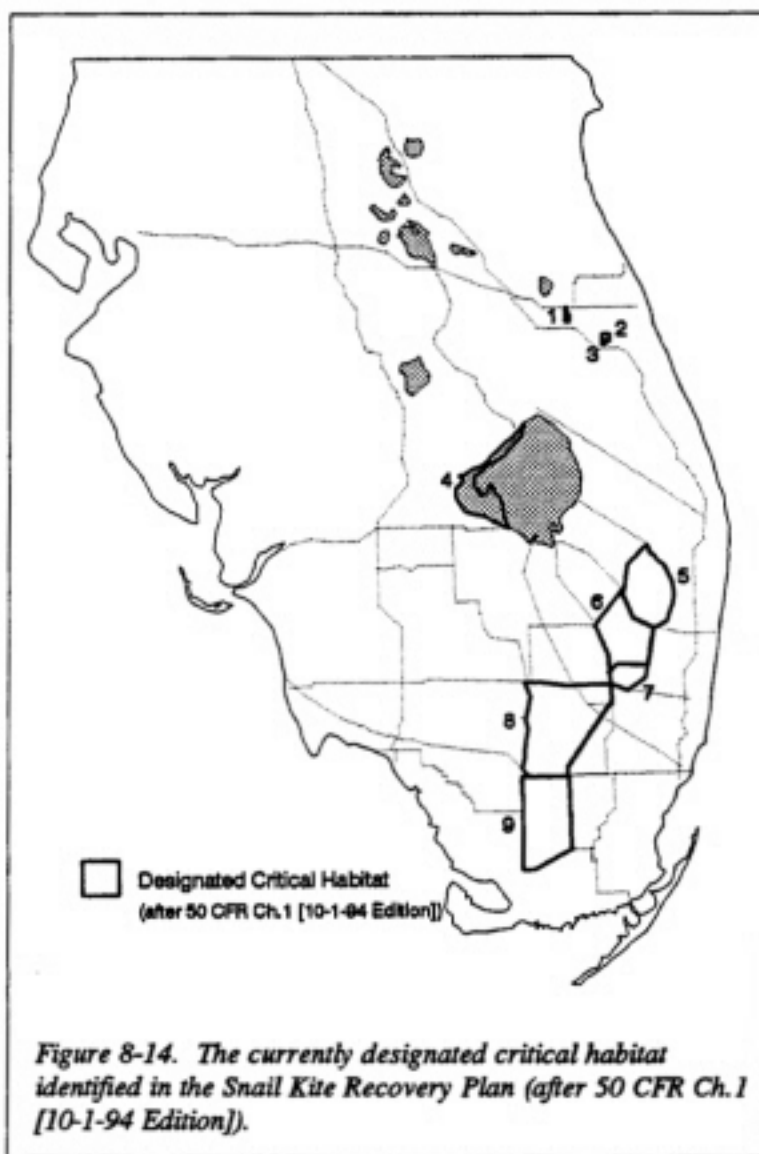 1
2
3
4
5
6
7
8
9
Designated Critical Habitat
(after 50 CFR Ch.1 [10-1-94 Edition])
Figure 8-14. The currently designated critical habitat
identified in the Snail Kite Recovery Plan (after 50 CFR Ch.1
[10-1-94 Edition]).